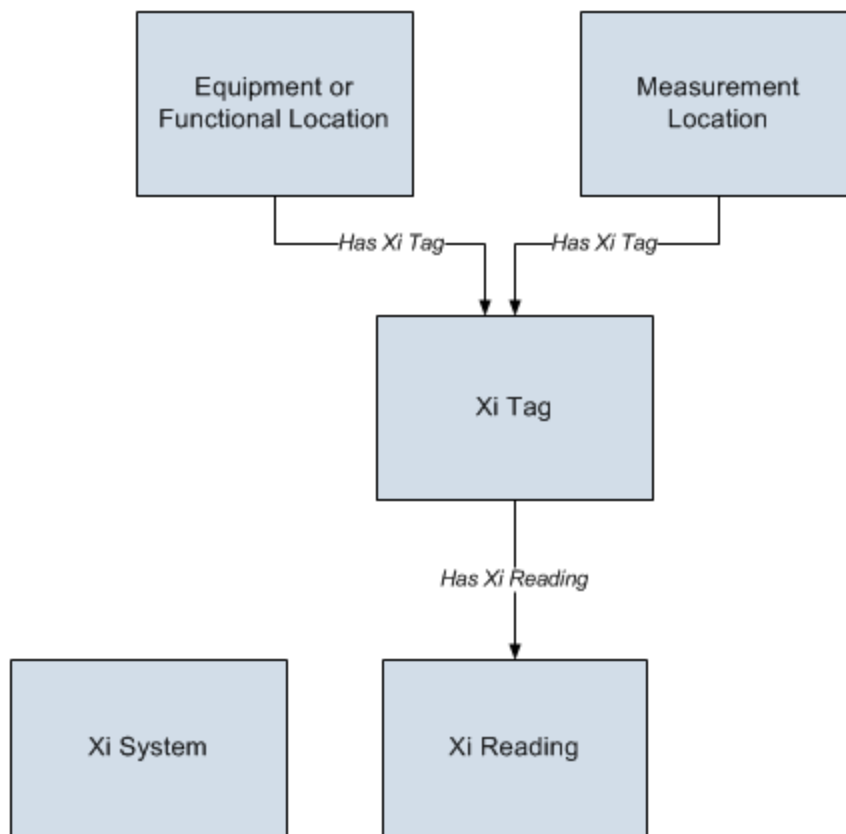 Equipment or
Functional Location
Measurement
Location
Has Xi Tag
Has Xi Tag
Xi Tag
Has Xi Reading
Xi System
Xi Reading